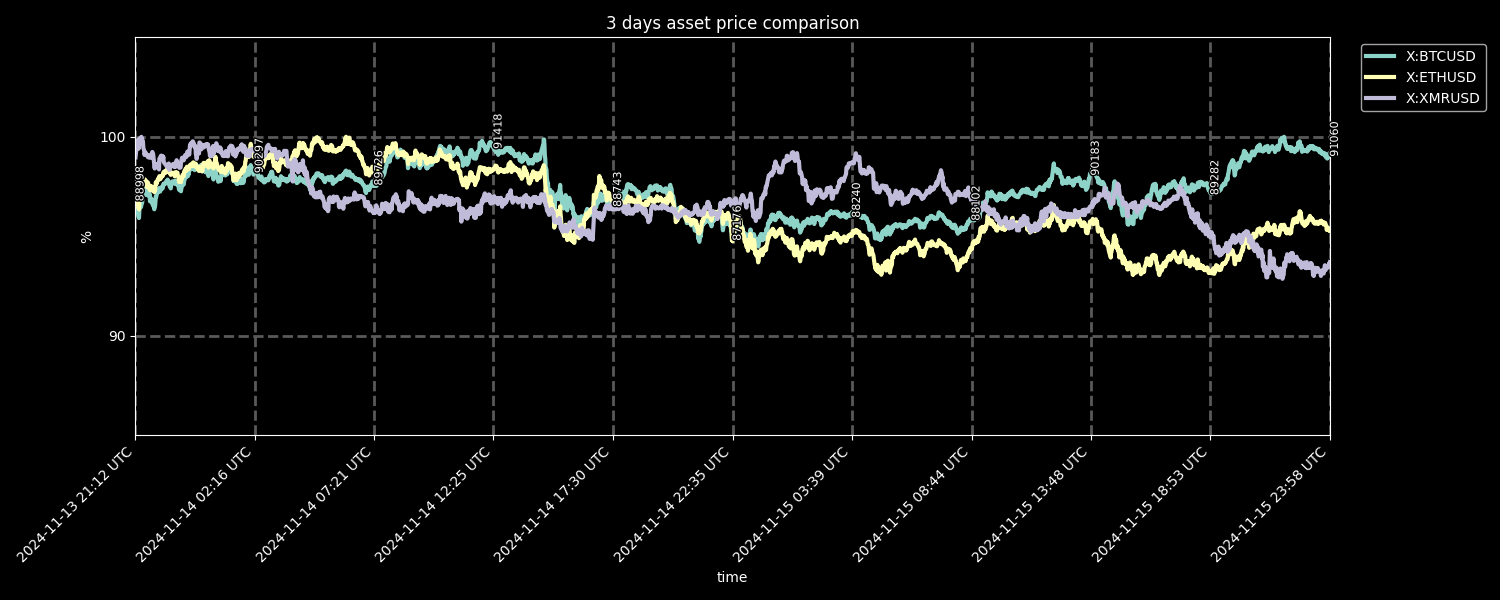 3 days asset price comparison
X:BTCUSD
X:ETHUSD
X:XMRUSD
100
90
%
88998
90297
89726
91418
88743
87176
88240
88102
90183
89282
91060
2024-11-13 21:12 UTC
2024-11-14 02:16 UTC
2024-11-14 07:21 UTC
2024-11-14 12:25 UTC
2024-11-14 17:30 UTC
2024-11-14 22:35 UTC
2024-11-15 03:39 UTC
2024-11-15 08:44 UTC
2024-11-15 13:48 UTC
2024-11-15 18:53 UTC
2024-11-15 23:58 UTC
time